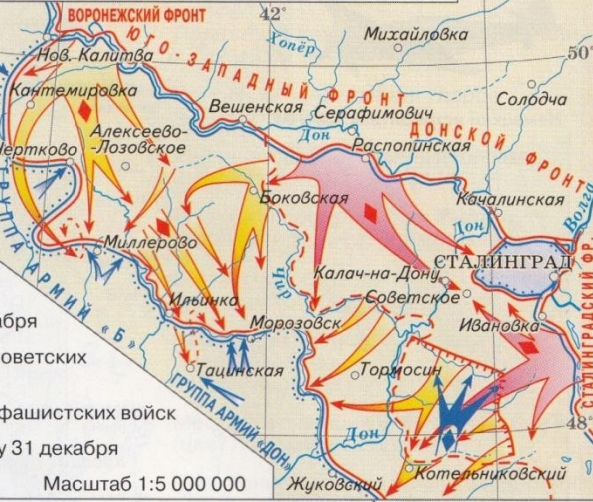 ВОРОНЕЖСКИЙ ФРОНТ
42°
ЮГО-ЗАПАДНЫЙ ФРОНТ
Хопёр
Михайловка
50°
Нов. Калитва
Кантемировка
Вешенская
Серафимович
Солодча
Дон
ДОНСКОЙ ФРОНТ
Алексеево-
-Лозовское
Распопинская
Чертково
Боковская
Качалинская
Волга
Дон
Миллерово
СТАЛИНГРАД
Калач-на-Дону
Чир
Советское
ГРУППА АРМИЙ «Б»
Ильинка
Морозовск
Ивановка
СТАЛИНГРАДСКИЙ ФР.
абря
оветских
Тацинская
Тормосин
ГРУППА АРМИЙ «ДОН»
фашистских войск
Дон
48°
у 31 декабря
Котельниковский
Масштаб 1:5 000 000
Жуковский